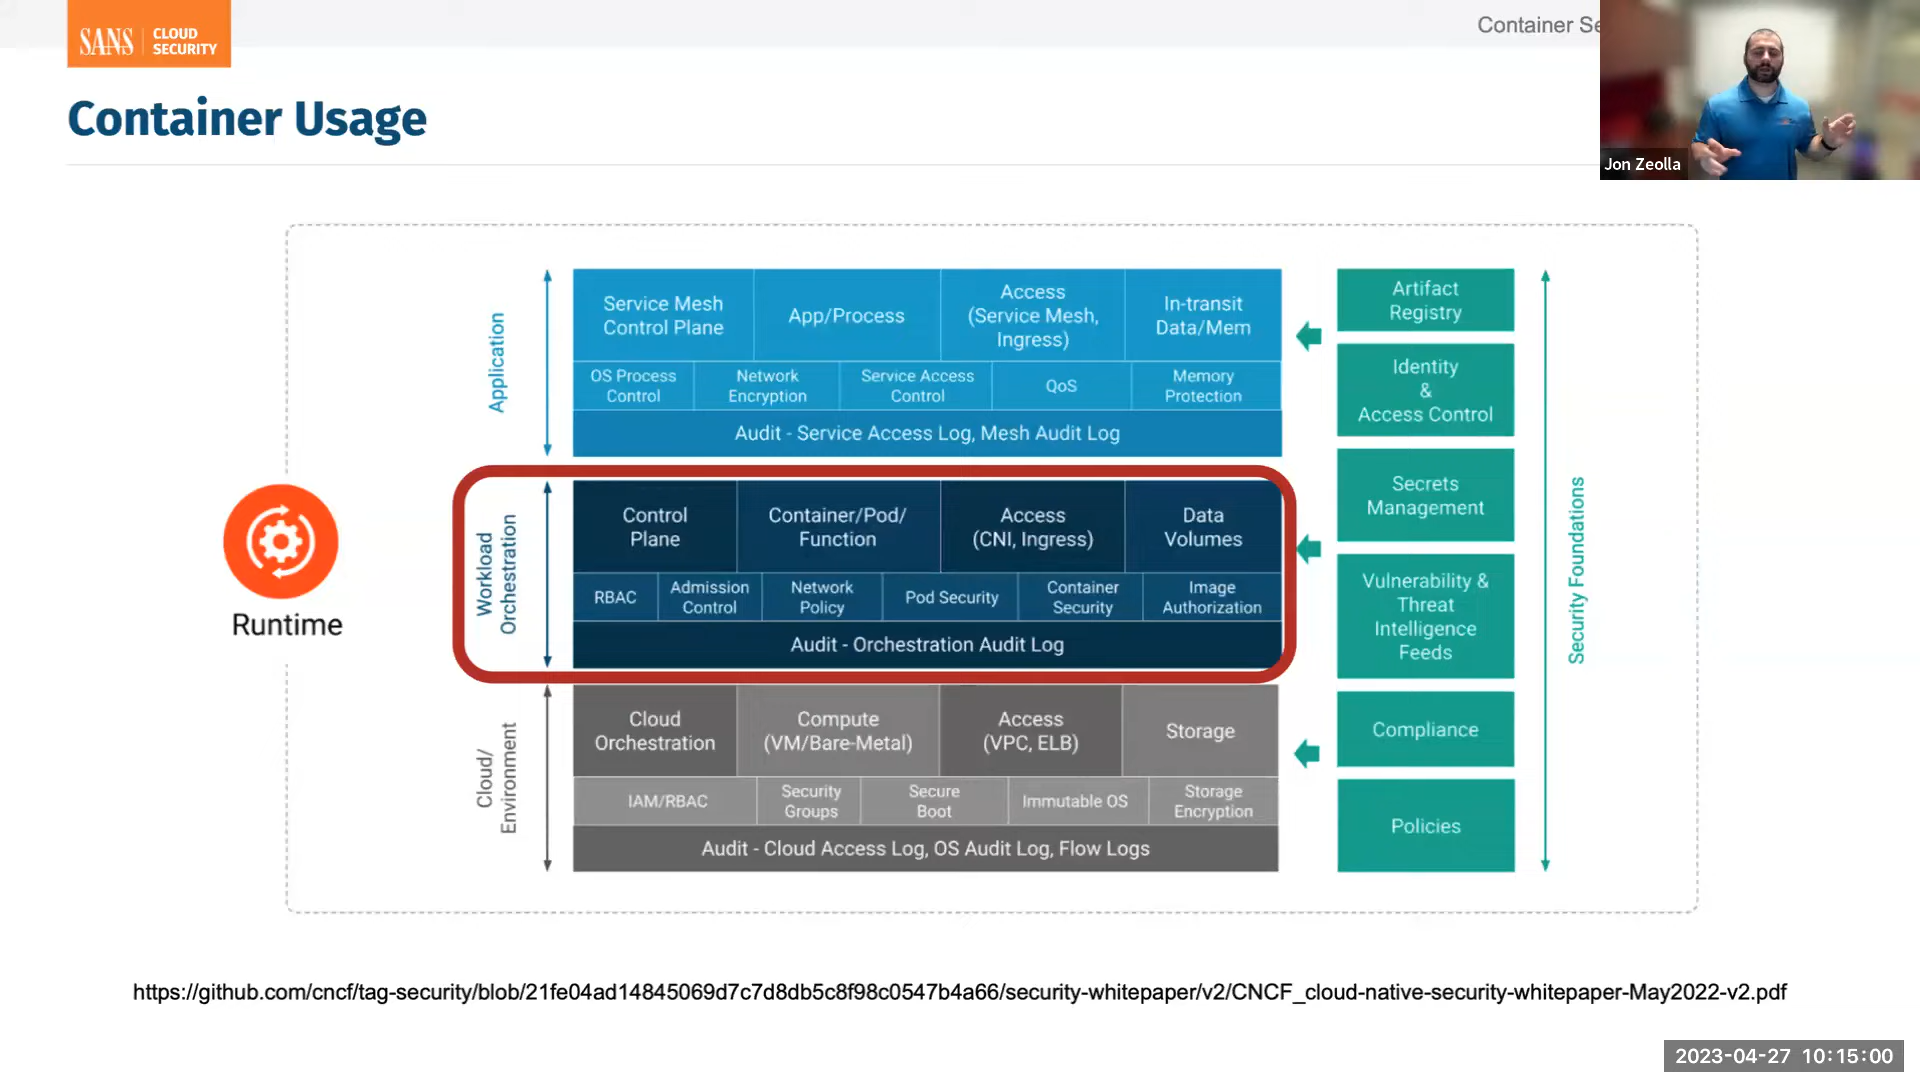 SANS
CLOUD
SECURITY
Container Se
Jon Zeolla
Container Usage
Runtime
Application
Service Mesh
Control Plane
App/Process
Access
(Service Mesh,
Ingress)
In-transit
Data/Mem
OS Process
Control
Network
Encryption
Service Access
Control
QoS
Memory
Protection
Audit - Service Access Log, Mesh Audit Log
Workload
Orchestration
Control
Plane
Container/Pod/
Function
Access
(CNI, Ingress)
Data
Volumes
RBAC
Admission
Control
Network
Policy
Pod Security
Container
Security
Image
Authorization
Audit - Orchestration Audit Log
Cloud/
Environment
Cloud
Orchestration
Compute
(VM/Bare-Metal)
Access
(VPC, ELB)
Storage
IAM/RBAC
Security
Groups
Secure
Boot
Immutable OS
Storage
Encryption
Audit - Cloud Access Log, OS Audit Log, Flow Logs
Artifact
Registry
Identity
&
Access Control
Secrets
Management
Vulnerability &
Threat
Intelligence
Feeds
Compliance
Policies
Security Foundations
https://github.com/cncf/tag-security/blob/21fe04ad14845069d7c7d8db5c8f98c0547b4a66/security-whitepaper/v2/CNCF_cloud-native-security-whitepaper-May2022-v2.pdf
2023-04-27 10:15:00